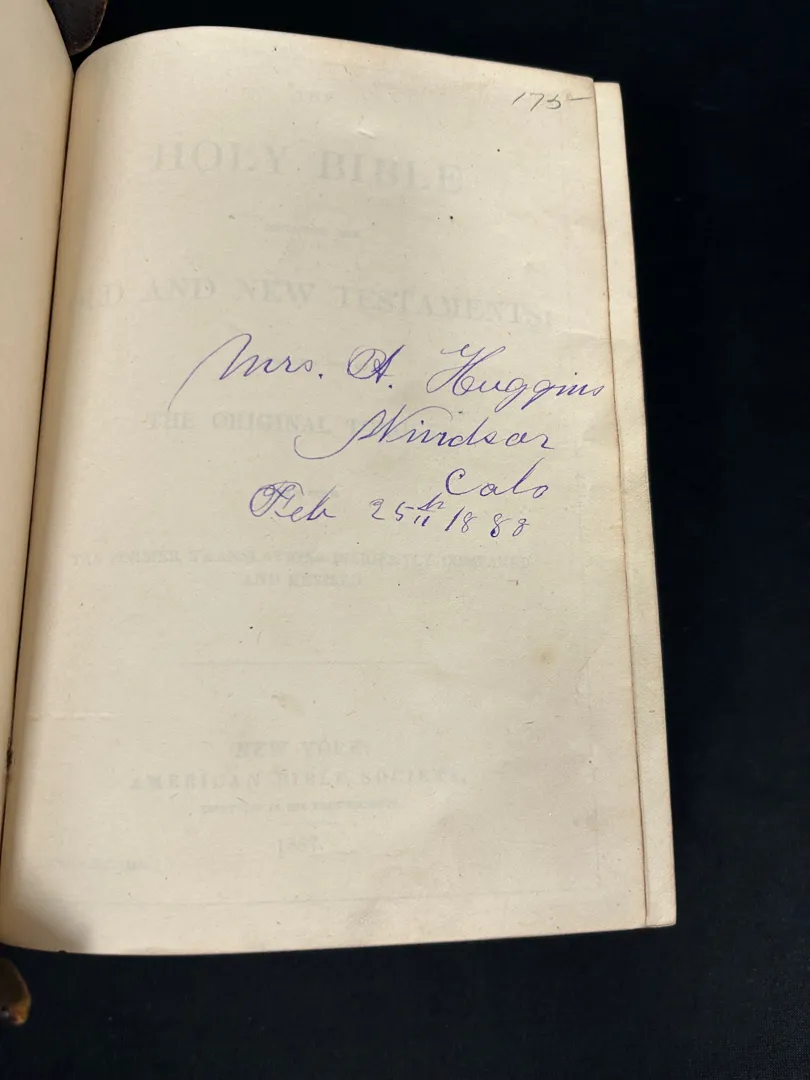 175-
HOLY BIBLE
AND NEW TESTAMENTS:
Mrs. A. Huggins
THE ORIGINAL
Windsor
Colo
Feb 25th 1888
AND REVISED
NEW YORK:
AMERICAN BIBLE SOCIETY,
1887.